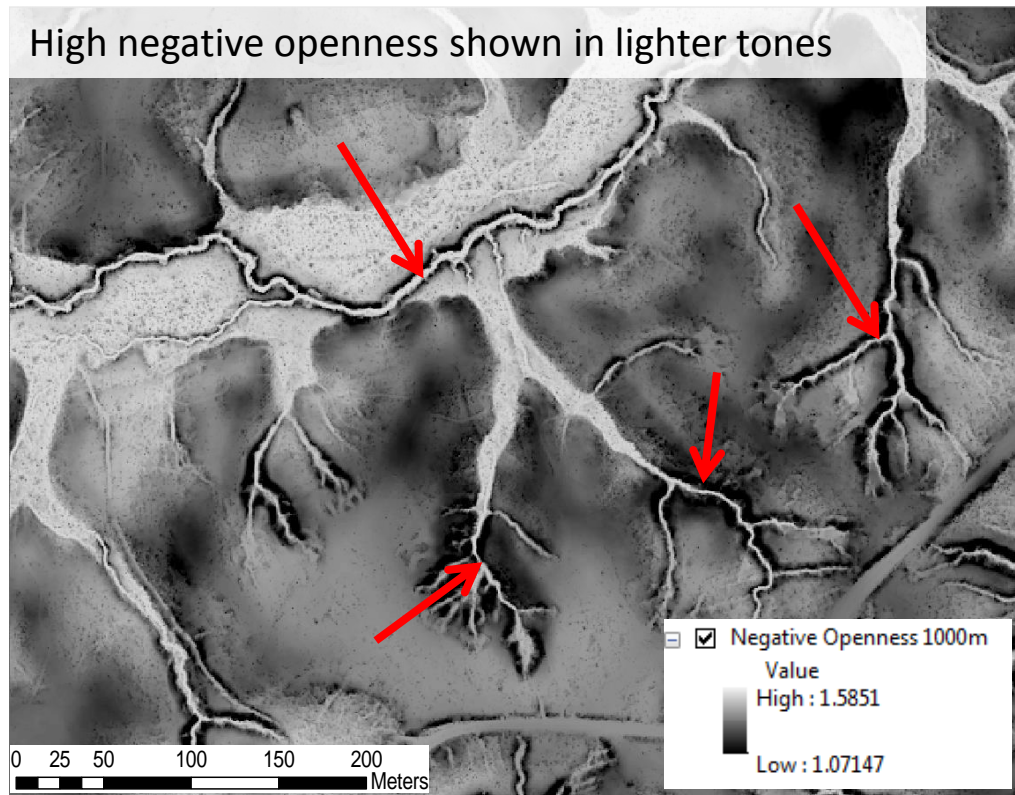 High negative openness shown in lighter tones
Negative Openness 1000m
Value
High : 1.5851
Low : 1.07147
0 25 50 100 150 200
Meters